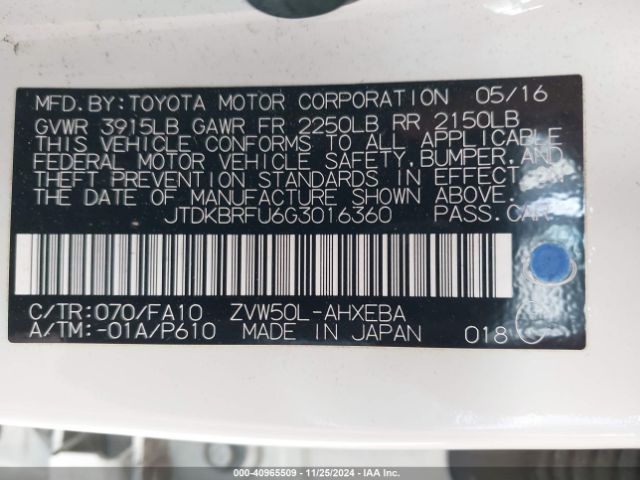 MFD. BY: TOYOTA MOTOR CORPORATION 05/16
GVWR 3915LB GAWR FR 2250LB RR 2150LB
THIS VEHICLE CONFORMS TO ALL APPLICABLE
FEDERAL MOTOR VEHICLE SAFETY, BUMPER, AND
THEFT PREVENTION STANDARDS IN EFFECT ON
THE DATE OF MANUFACTURE SHOWN ABOVE.
JTDKBRFU6G3016360 PASS. CAR
C/TR: 070/FA10 ZVW50L-AHXEBA
A/TM: -01A/P610 MADE IN JAPAN 018
000-40965509 - 11/25/2024 - IAA Inc.